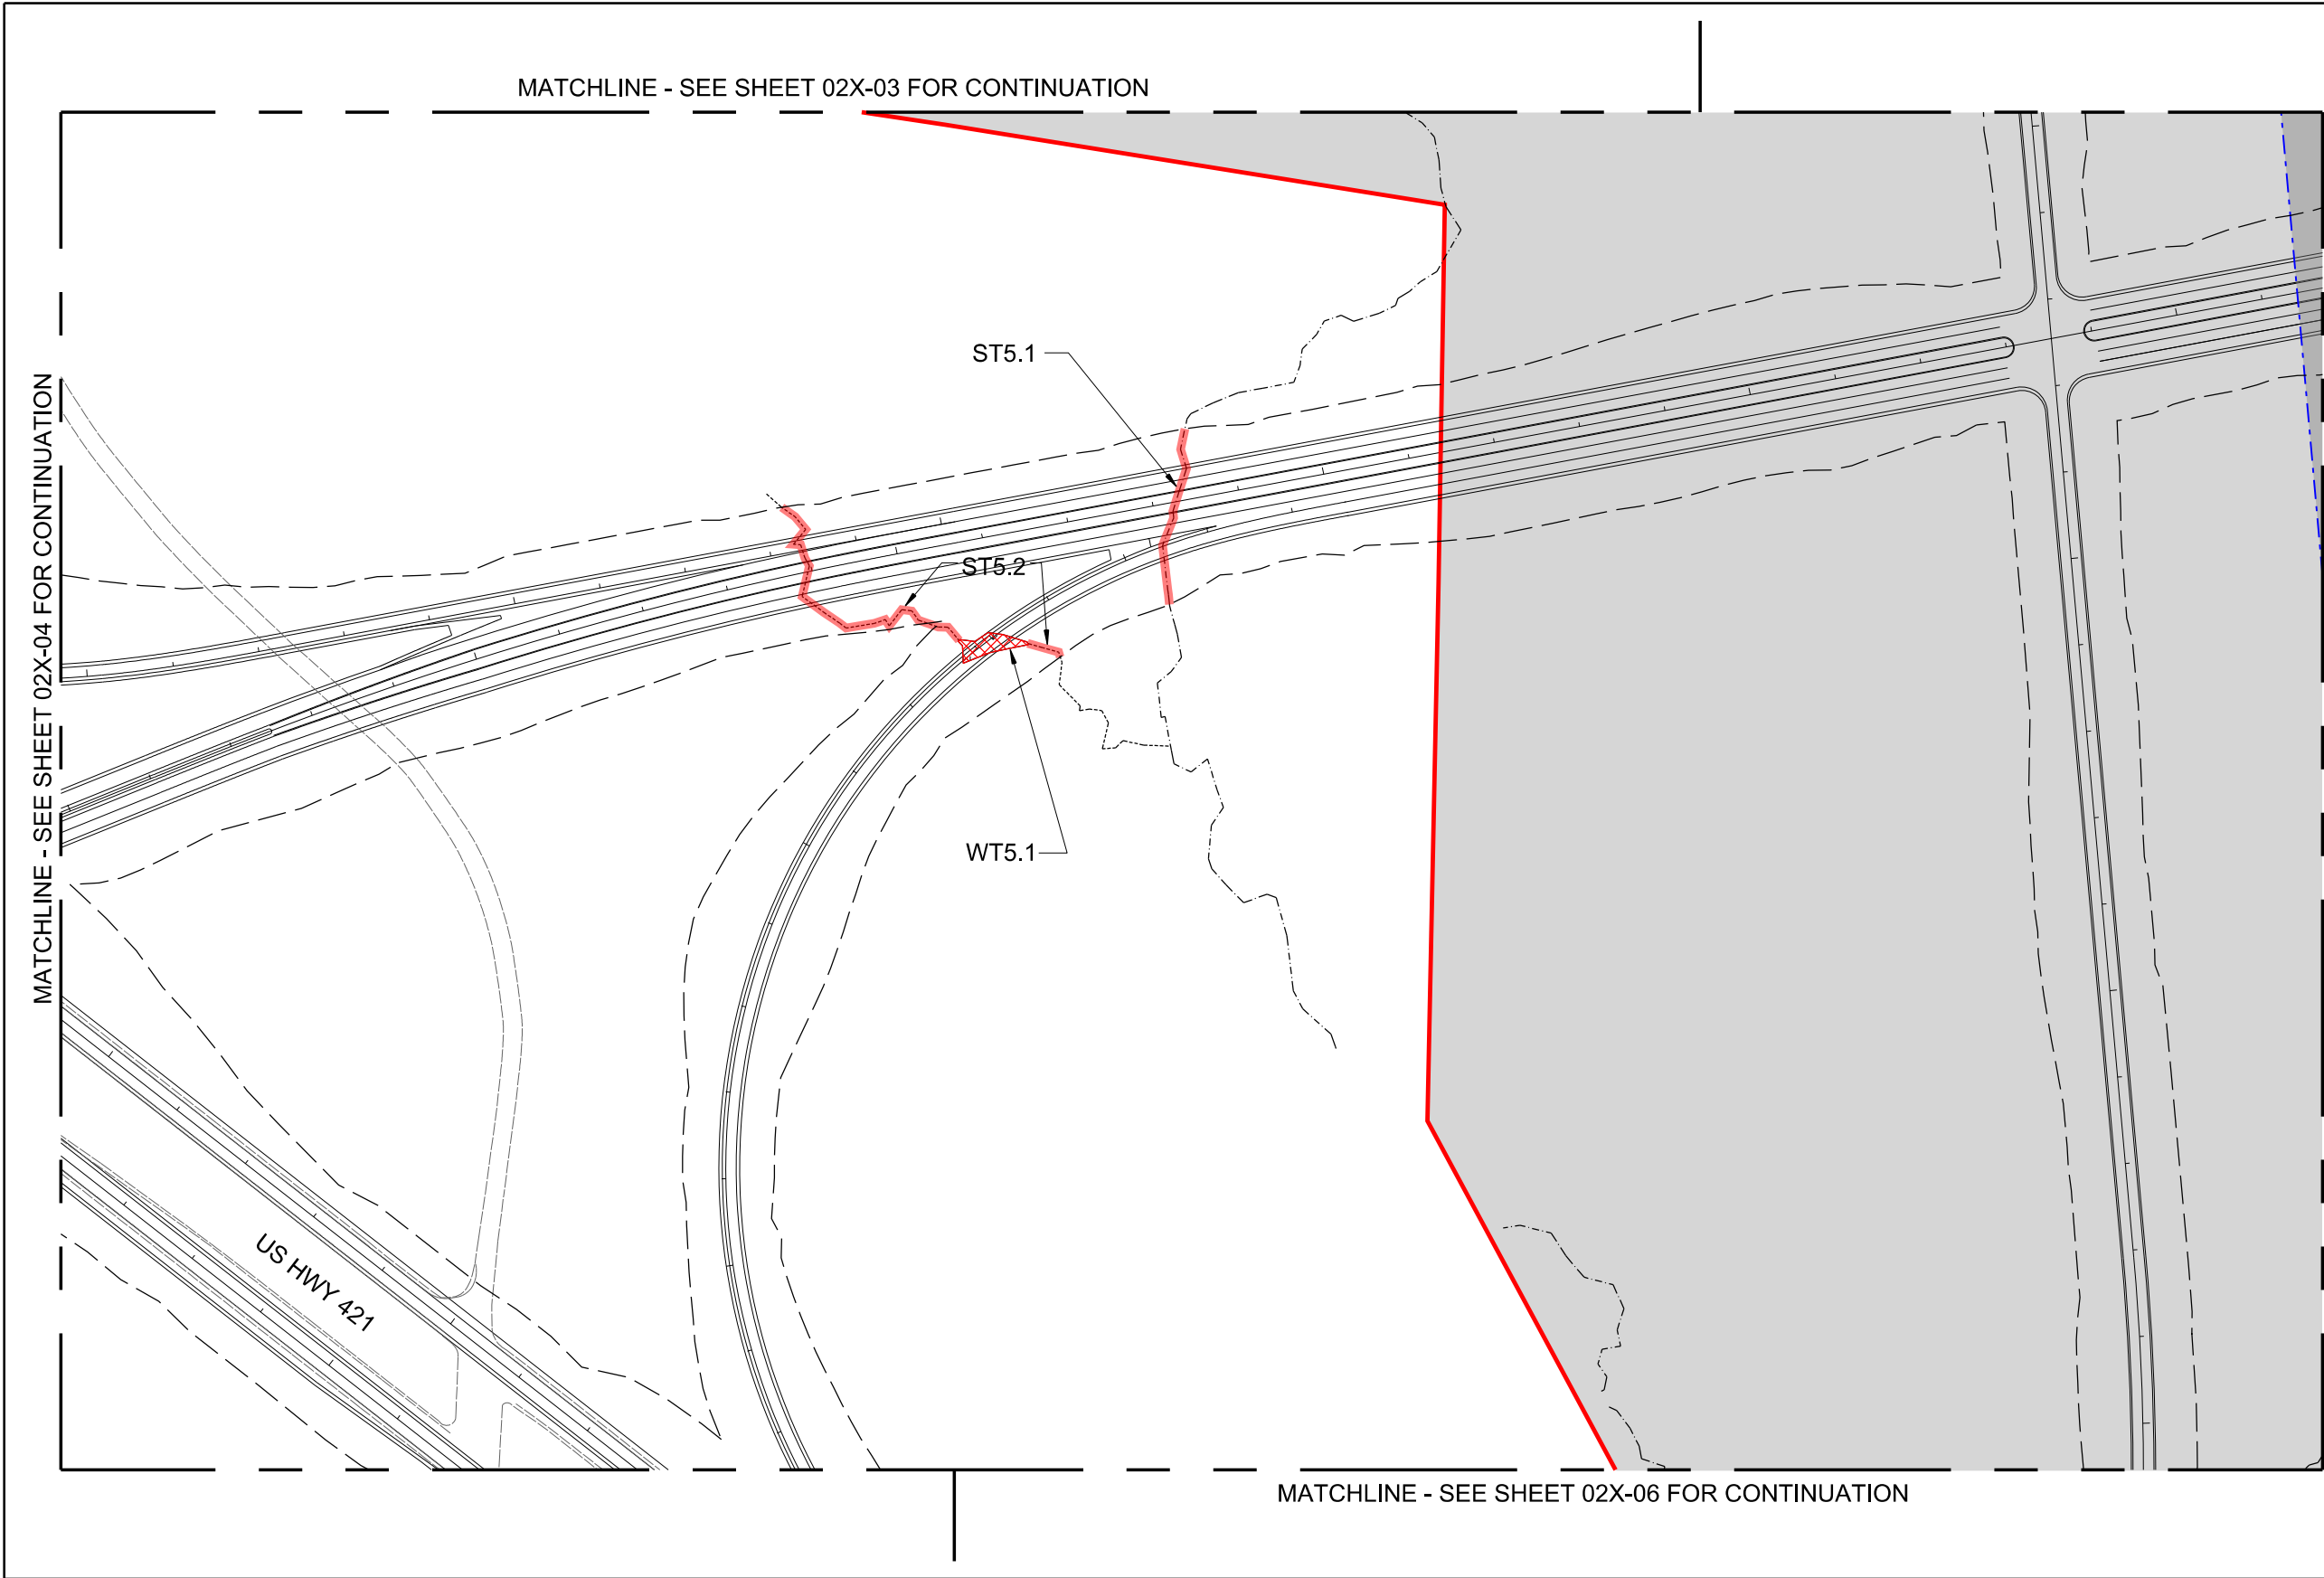 MATCHLINE - SEE SHEET 02X-03 FOR CONTINUATION
MATCHLINE - SEE SHEET 02X-04 FOR CONTINUATION
ST5.1
ST5.2
WT5.1
US HWY 421
MATCHLINE - SEE SHEET 02X-06 FOR CONTINUATION